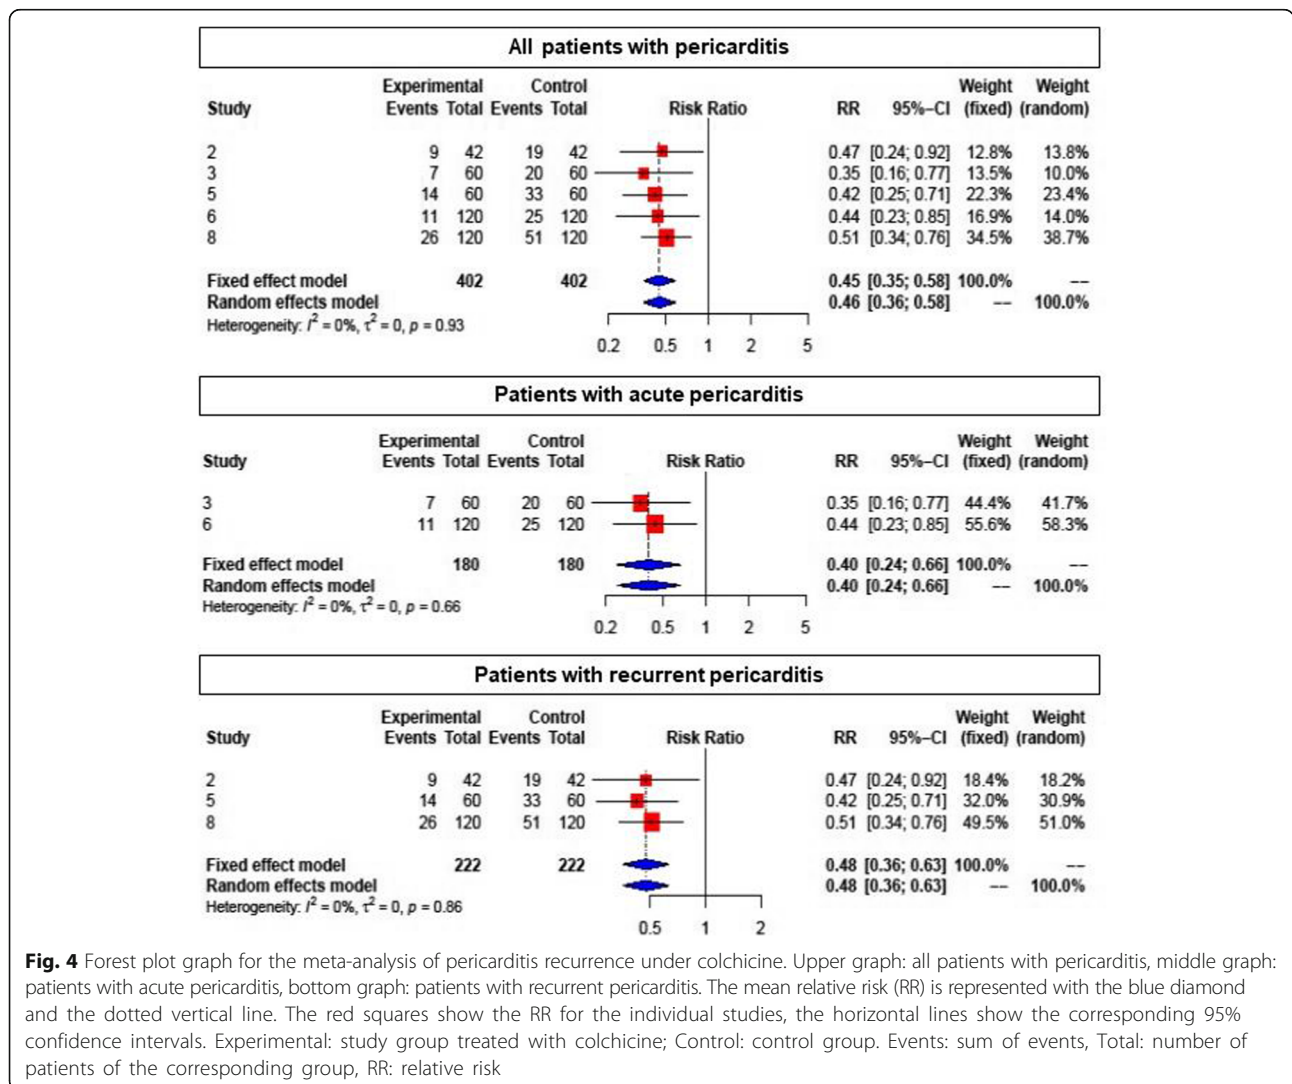 All patients with pericarditis
Experimental Control Weight Weight
Study Events Total Events Total Risk Ratio RR 95%–CI (fixed) (random)
2 9 42 19 42 0.47 [0.24; 0.92] 12.8% 13.8%
3 7 60 20 60 0.35 [0.16; 0.77] 13.5% 10.0%
5 14 60 33 60 0.42 [0.25; 0.71] 22.3% 23.4%
6 11 120 25 120 0.44 [0.23; 0.85] 16.9% 14.0%
8 26 120 51 120 0.51 [0.34; 0.76] 34.5% 38.7%
Fixed effect model 402 402 0.45 [0.35; 0.58] 100.0% --
Random effects model 0.46 [0.36; 0.58] -- 100.0%
Heterogeneity: I² = 0%, τ² = 0, p = 0.93
0.2 0.5 1 2 5
Patients with acute pericarditis
Experimental Control Weight Weight
Study Events Total Events Total Risk Ratio RR 95%–CI (fixed) (random)
3 7 60 20 60 0.35 [0.16; 0.77] 44.4% 41.7%
6 11 120 25 120 0.44 [0.23; 0.85] 55.6% 58.3%
Fixed effect model 180 180 0.40 [0.24; 0.66] 100.0% --
Random effects model 0.40 [0.24; 0.66] -- 100.0%
Heterogeneity: I² = 0%, τ² = 0, p = 0.66
0.2 0.5 1 2 5
Patients with recurrent pericarditis
Experimental Control Weight Weight
Study Events Total Events Total Risk Ratio RR 95%–CI (fixed) (random)
2 9 42 19 42 0.47 [0.24; 0.92] 18.4% 18.2%
5 14 60 33 60 0.42 [0.25; 0.71] 32.0% 30.9%
8 26 120 51 120 0.51 [0.34; 0.76] 49.5% 51.0%
Fixed effect model 222 222 0.48 [0.36; 0.63] 100.0% --
Random effects model 0.48 [0.36; 0.63] -- 100.0%
Heterogeneity: I² = 0%, τ² = 0, p = 0.86
0.5 1 2
Fig. 4 Forest plot graph for the meta-analysis of pericarditis recurrence under colchicine. Upper graph: all patients with pericarditis, middle graph:
patients with acute pericarditis, bottom graph: patients with recurrent pericarditis. The mean relative risk (RR) is represented with the blue diamond
and the dotted vertical line. The red squares show the RR for the individual studies, the horizontal lines show the corresponding 95%
confidence intervals. Experimental: study group treated with colchicine; Control: control group. Events: sum of events, Total: number of
patients of the corresponding group, RR: relative risk